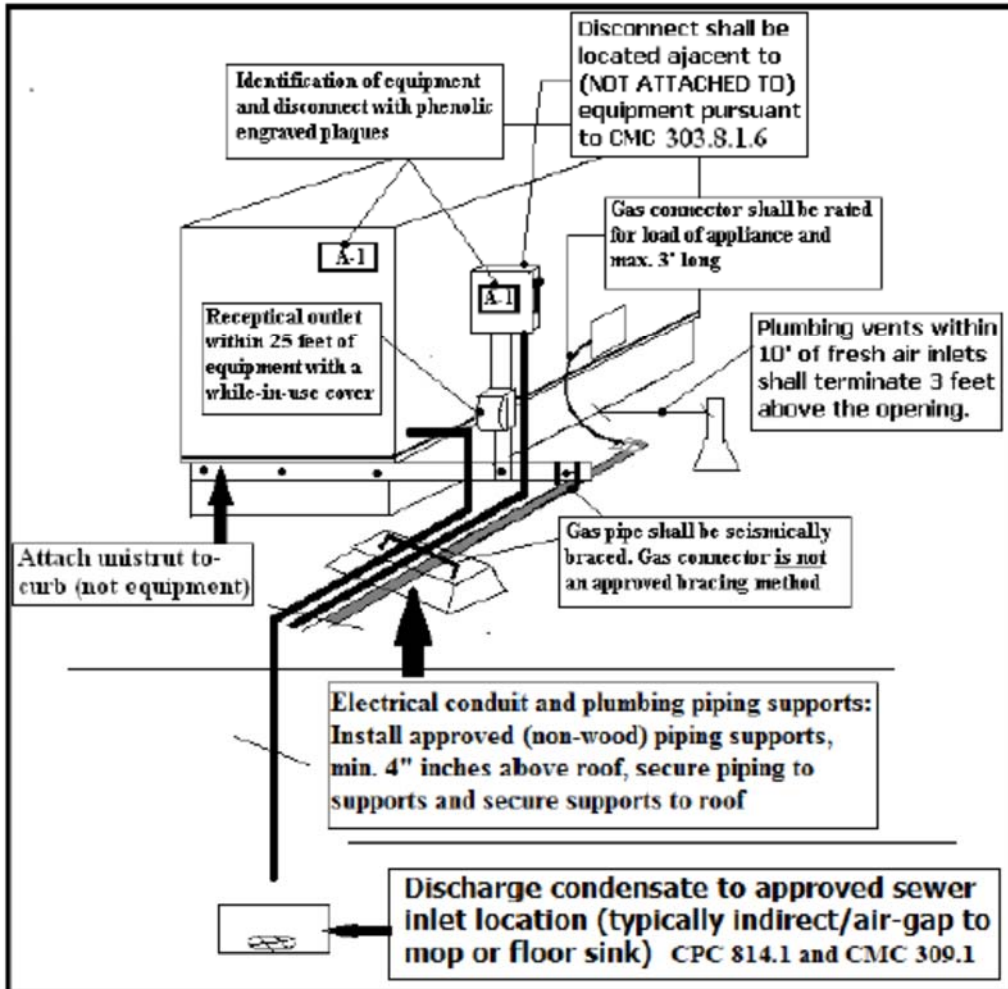 Disconnect shall be
located ajacent to
(NOT ATTACHED TO)
equipment pursuant
to CMC 303.8.1.6
Identification of equipment
and disconnect with phenolic
engraved plaques
Gas connector shall be rated
for load of appliance and
max. 3' long
A-1
A-1
Receptical outlet
within 25 feet of
equipment with a
while-in-use cover
Plumbing vents within
10' of fresh air inlets
shall terminate 3 feet
above the opening.
Attach unistrut to-
curb (not equipment)
Gas pipe shall be seismically
braced. Gas connector is not
an approved bracing method
Electrical conduit and plumbing piping supports:
Install approved (non-wood) piping supports,
min. 4" inches above roof, secure piping to
supports and secure supports to roof
Discharge condensate to approved sewer
inlet location (typically indirect/air-gap to
mop or floor sink) CPC 814.1 and CMC 309.1